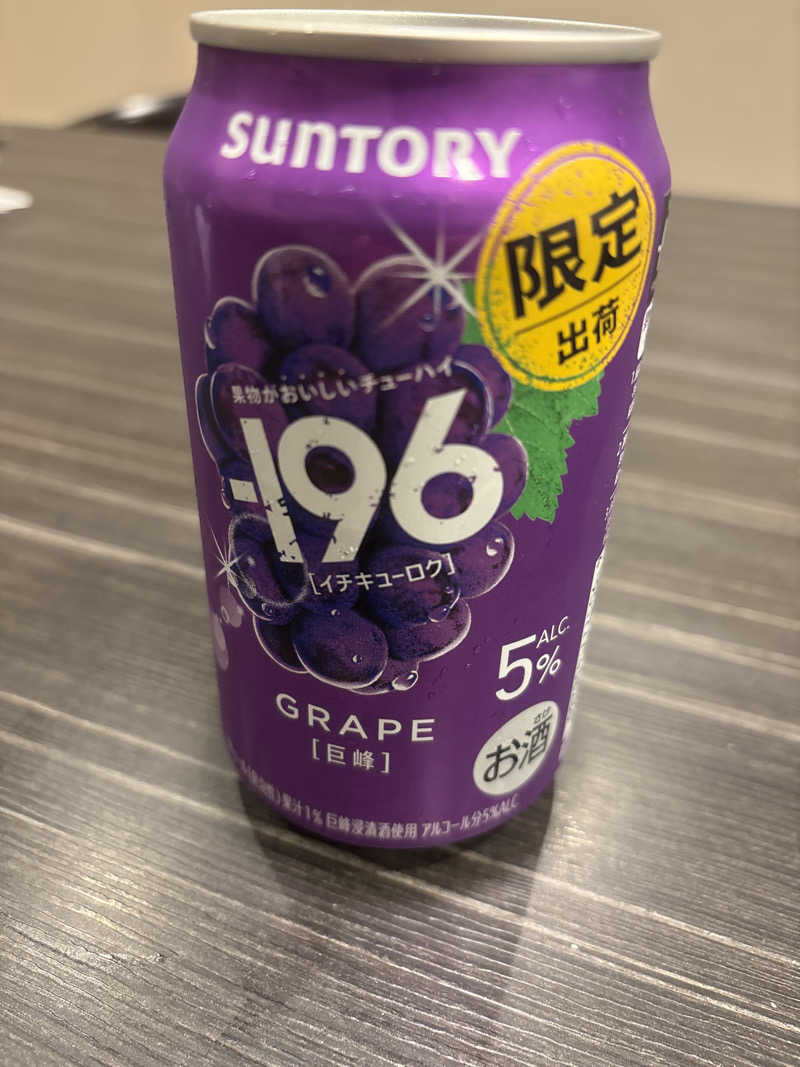 SUNTORY
限定
出荷
果物がおいしいチューハイ
-196
[イチキューロク]
ALC.
5%
GRAPE
[巨峰]
さけ
お酒
果汁1% 巨峰浸漬酒使用 アルコール分5%ALC.